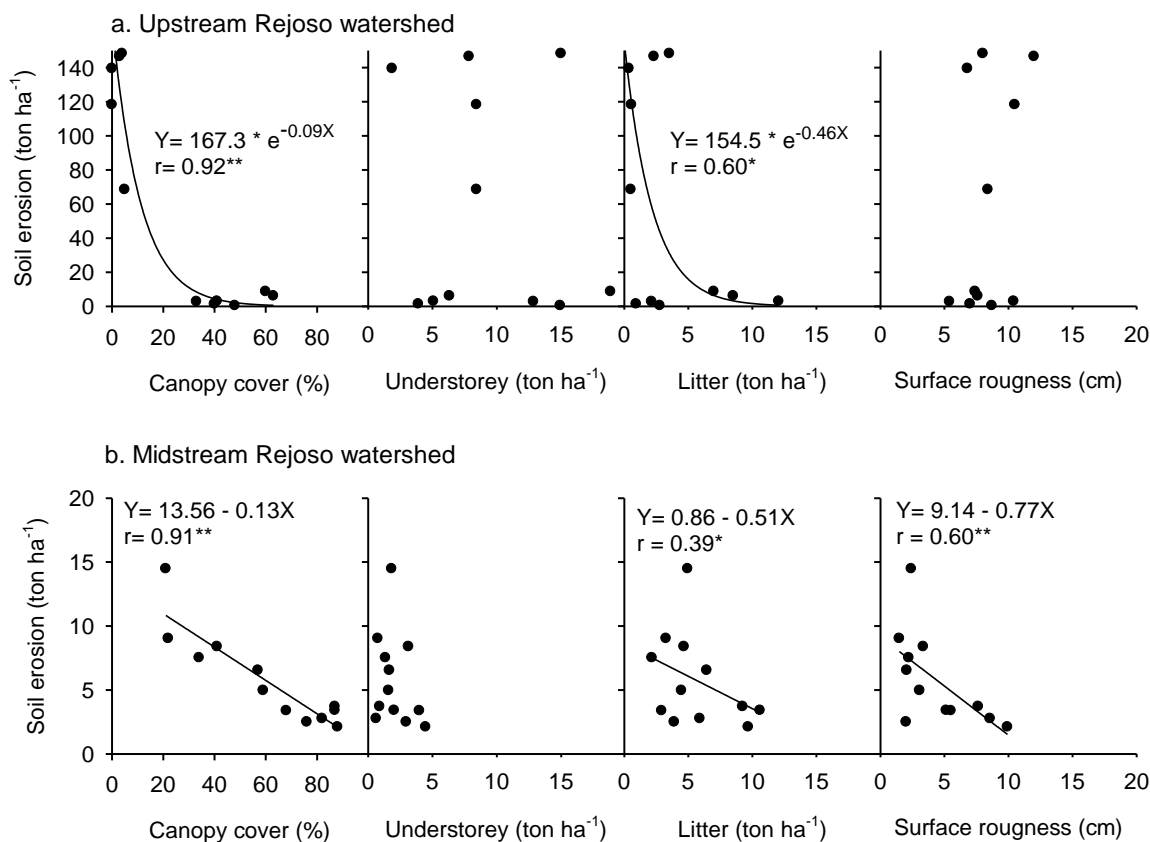 a. Upstream Rejoso watershed
Soil erosion (ton ha⁻¹)
140
120
100
80
60
40
20
0
Y= 167.3 * e⁻⁰·⁰⁹ˣ
r= 0.92**
Y= 154.5 * e⁻⁰·⁴⁶ˣ
r = 0.60*
0 20 40 60 80
0 5 10 15
0 5 10 15
0 5 10 15 20
Canopy cover (%)
Understorey (ton ha⁻¹)
Litter (ton ha⁻¹)
Surface rougness (cm)
b. Midstream Rejoso watershed
Soil erosion (ton ha⁻¹)
20
15
10
5
0
Y= 13.56 - 0.13X
r= 0.91**
Y= 0.86 - 0.51X
r = 0.39*
Y= 9.14 - 0.77X
r = 0.60**
0 20 40 60 80
0 5 10 15
0 5 10 15
0 5 10 15 20
Canopy cover (%)
Understorey (ton ha⁻¹)
Litter (ton ha⁻¹)
Surface rougness (cm)